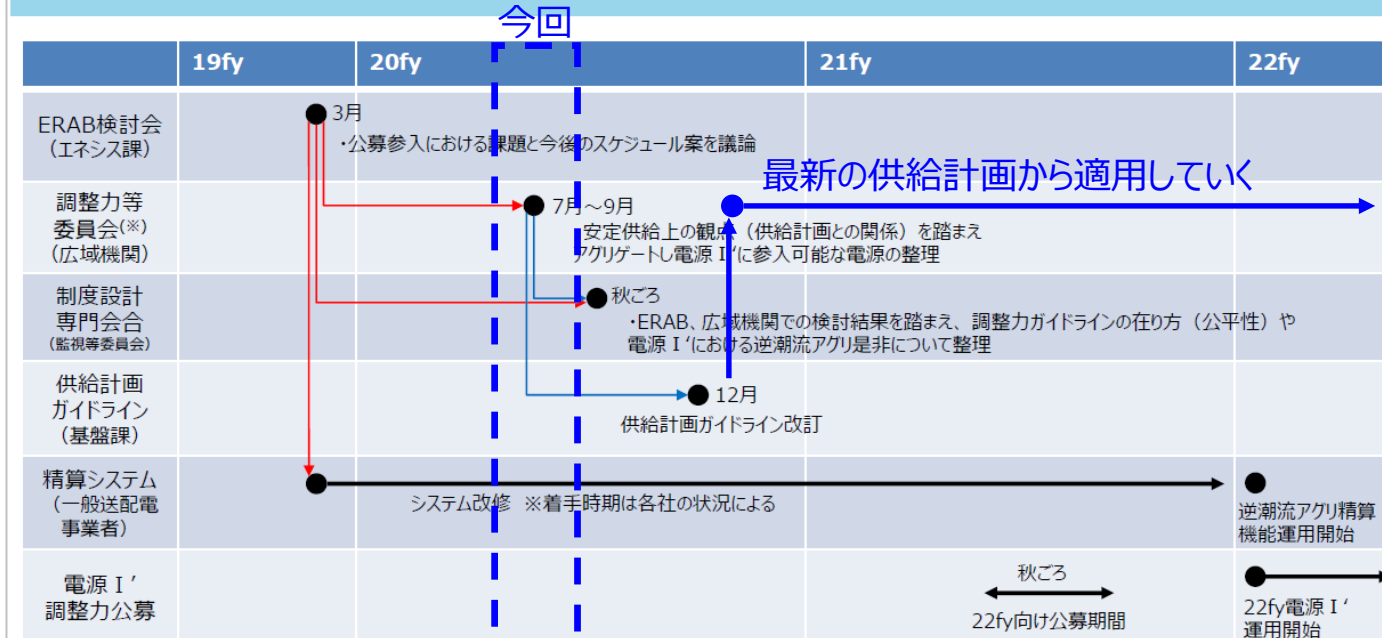 今回
19fy
20fy
21fy
22fy
ERAB検討会
(エネシス課)
3月
・公募参入における課題と今後のスケジュール案を議論
最新の供給計画から適用していく
調整力等
委員会(※)
(広域機関)
7月～9月
安定供給上の観点(供給計画との関係)を踏まえ
アグリゲートし電源Ⅰ‘に参入可能な電源の整理
制度設計
専門会合
(監視等委員会)
秋ごろ
・ERAB、広域機関での検討結果を踏まえ、調整力ガイドラインの在り方(公平性)や
電源Ⅰ‘における逆潮流アグリ是非について整理
供給計画
ガイドライン
(基盤課)
12月
供給計画ガイドライン改訂
精算システム
(一般送配電
事業者)
システム改修 ※着手時期は各社の状況による
逆潮流アグリ精算
機能運用開始
電源Ⅰ′
調整力公募
秋ごろ
22fy向け公募期間
22fy電源Ⅰ‘
運用開始